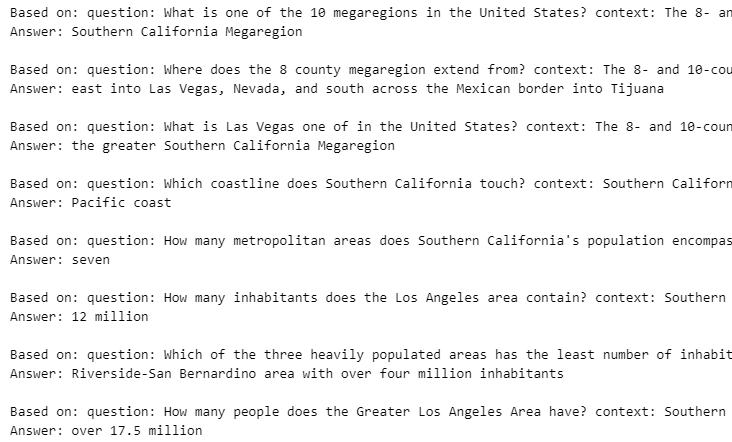 Based on: question: What is one of the 10 megaregions in the United States? context: The 8- an
Answer: Southern California Megaregion
Based on: question: Where does the 8 county megaregion extend from? context: The 8- and 10-cou
Answer: east into Las Vegas, Nevada, and south across the Mexican border into Tijuana
Based on: question: What is Las Vegas one of in the United States? context: The 8- and 10-coun
Answer: the greater Southern California Megaregion
Based on: question: Which coastline does Southern California touch? context: Southern Californ
Answer: Pacific coast
Based on: question: How many metropolitan areas does Southern California's population encompas
Answer: seven
Based on: question: How many inhabitants does the Los Angeles area contain? context: Southern
Answer: 12 million
Based on: question: Which of the three heavily populated areas has the least number of inhabit
Answer: Riverside-San Bernardino area with over four million inhabitants
Based on: question: How many people does the Greater Los Angeles Area have? context: Southern
Answer: over 17.5 million